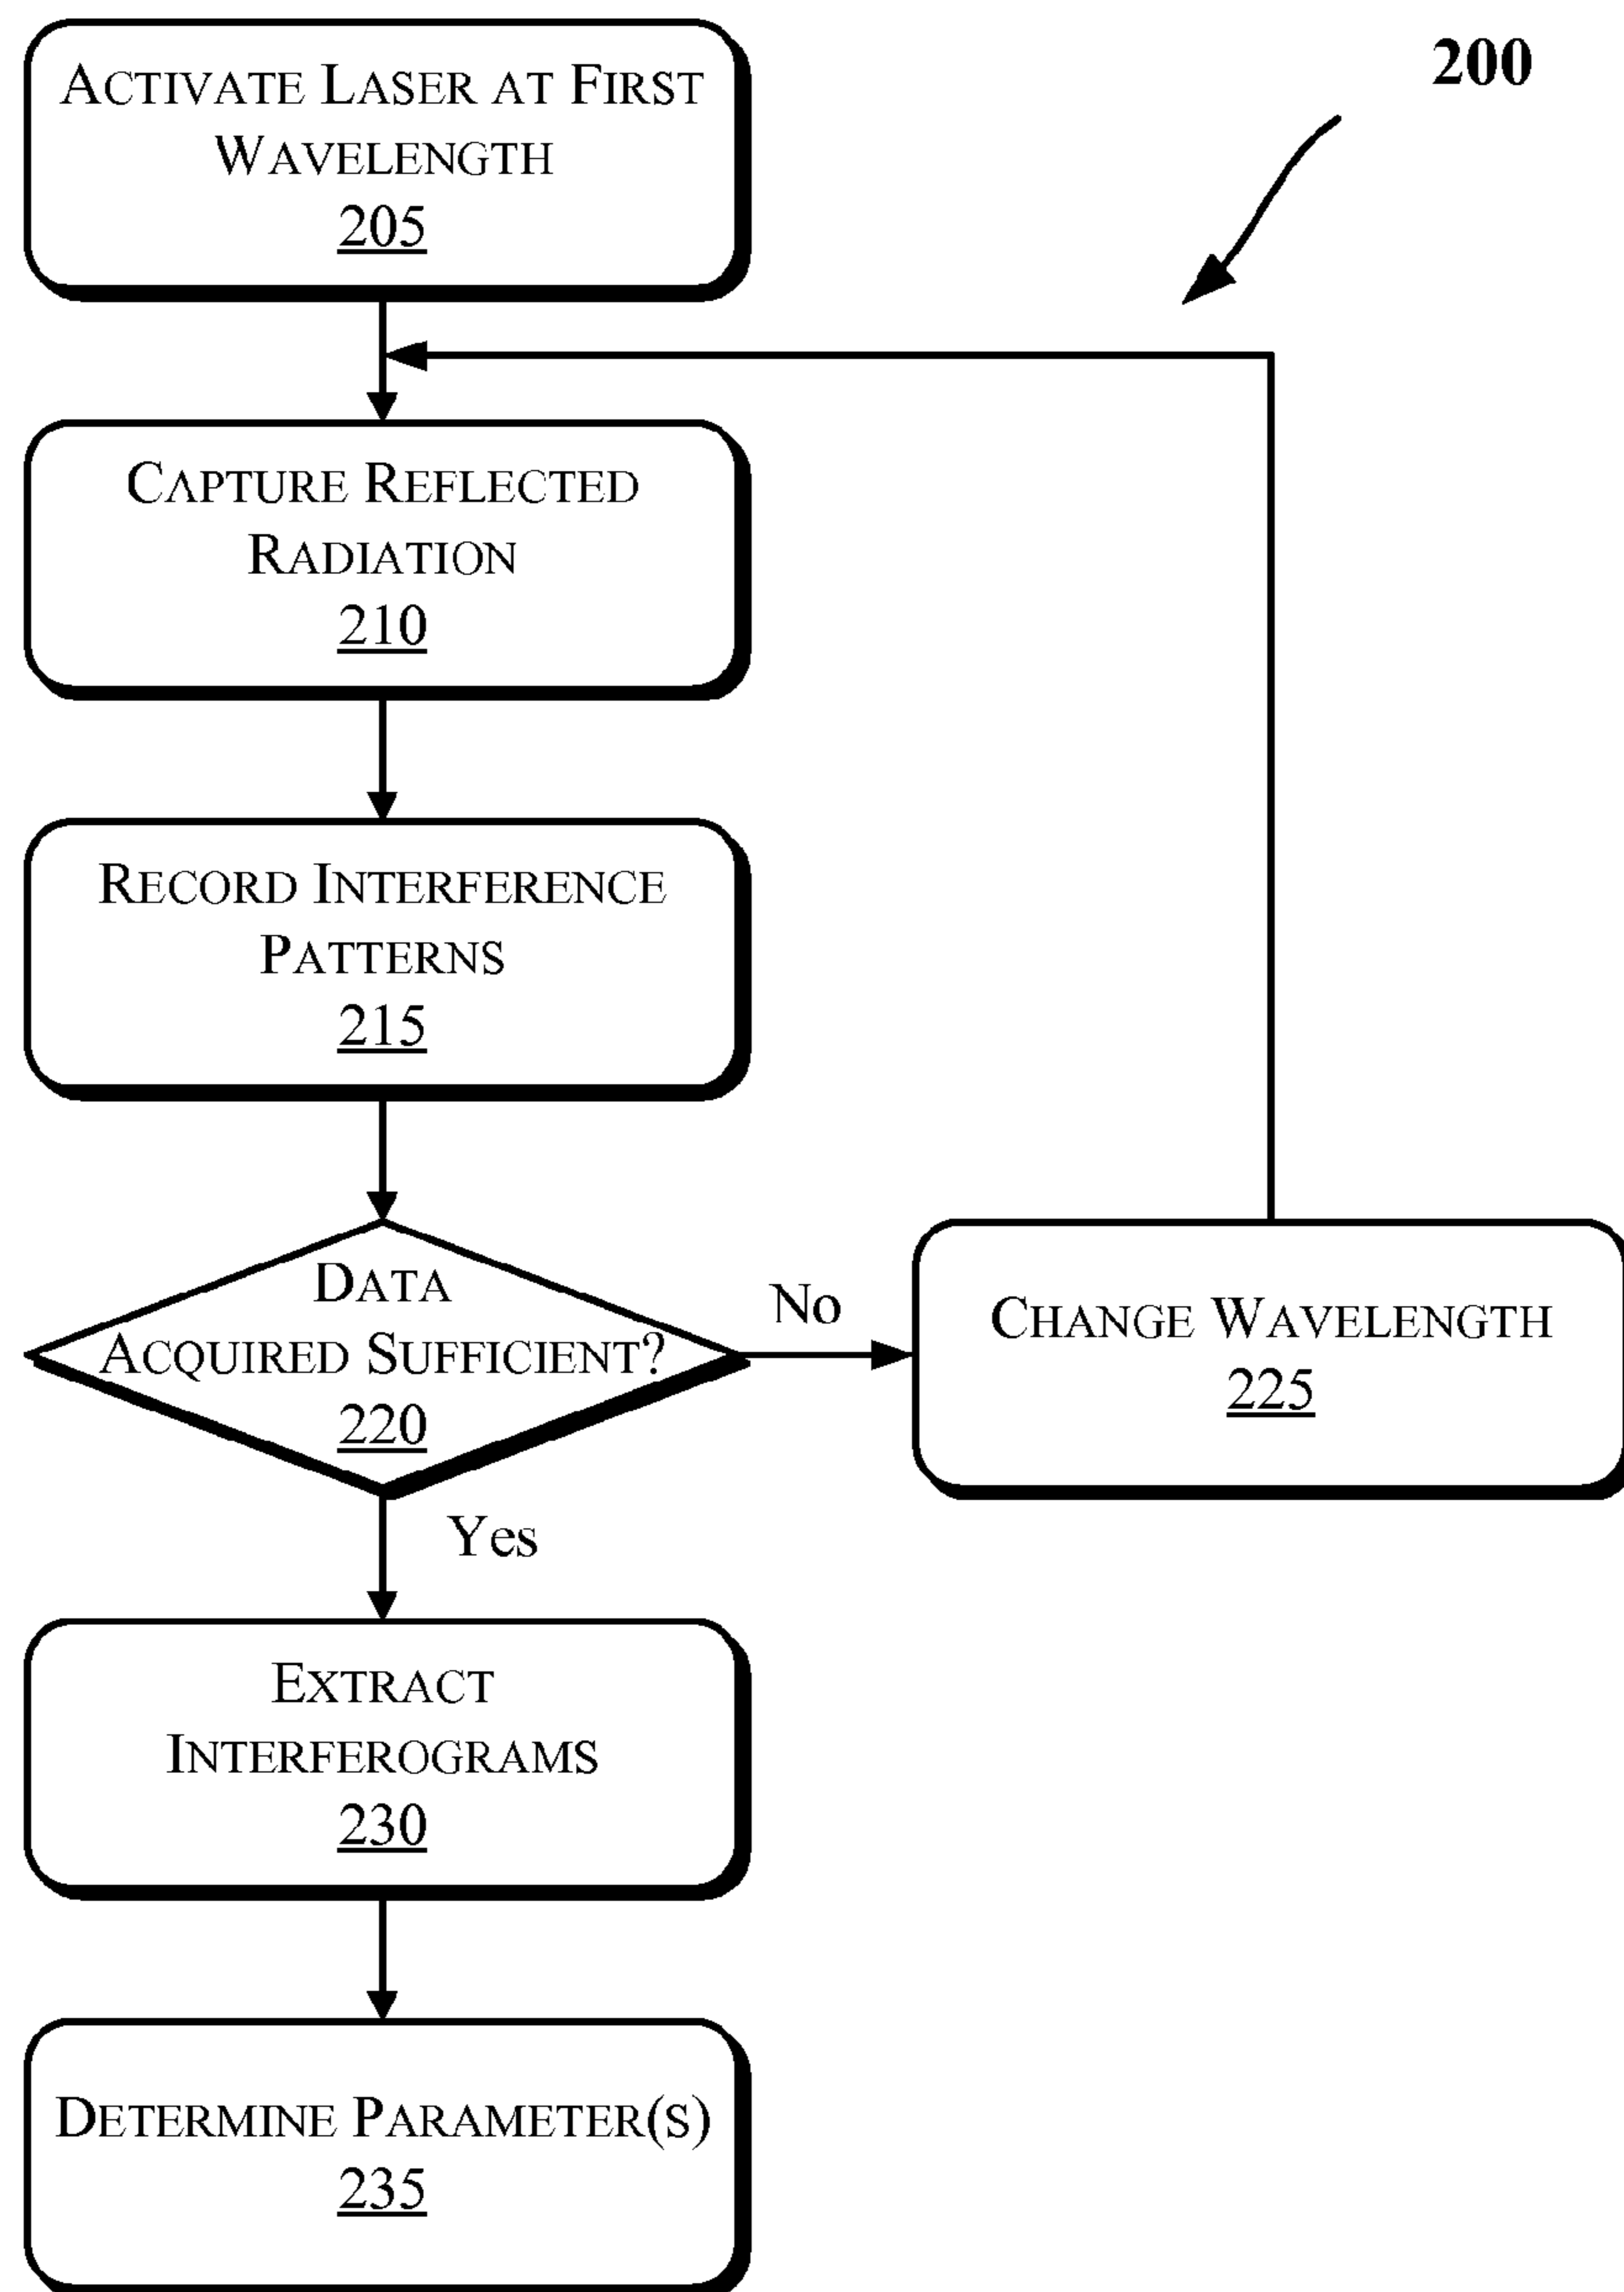 200
ACTIVATE LASER AT FIRST
WAVELENGTH
205
CAPTURE REFLECTED
RADIATION
210
RECORD INTERFERENCE
PATTERNS
215
DATA
ACQUIRED SUFFICIENT?
220
No
CHANGE WAVELENGTH
225
Yes
EXTRACT
INTERFEROGRAMS
230
DETERMINE PARAMETER(S)
235